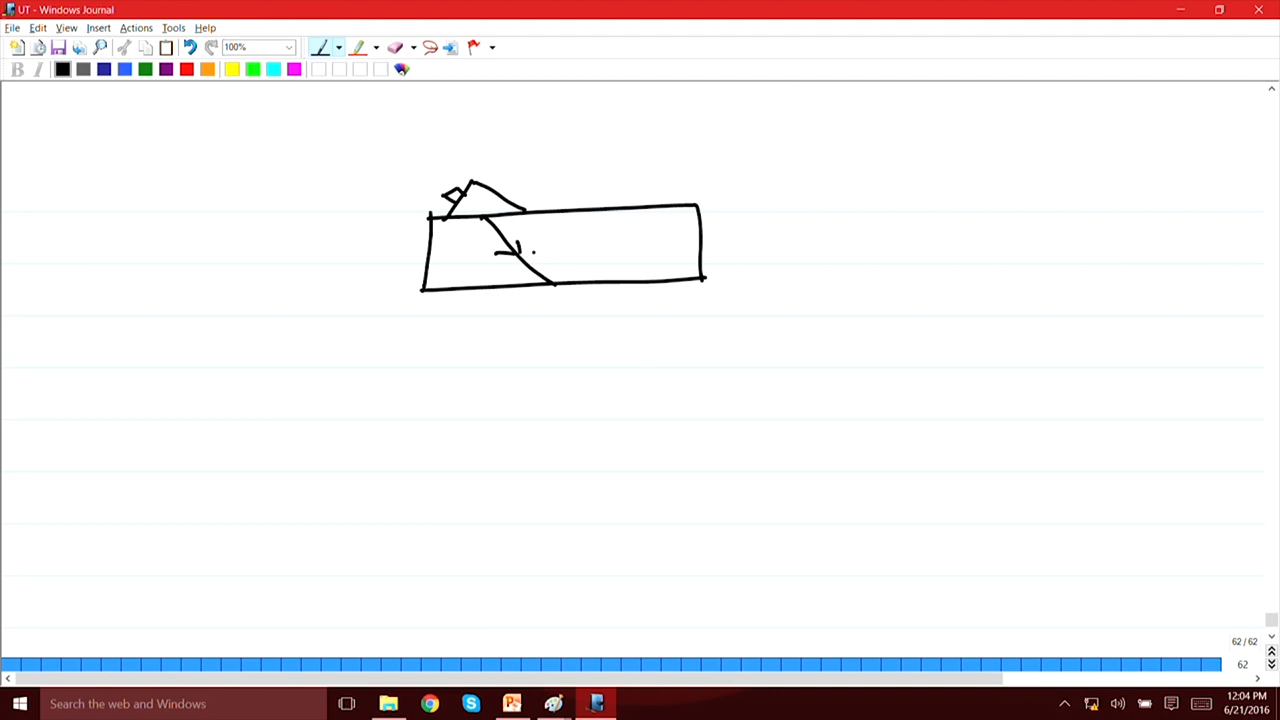 UT - Windows Journal
File Edit View Insert Actions Tools Help
100%
B I
62 / 62
62
Search the web and Windows
12:04 PM
6/21/2016